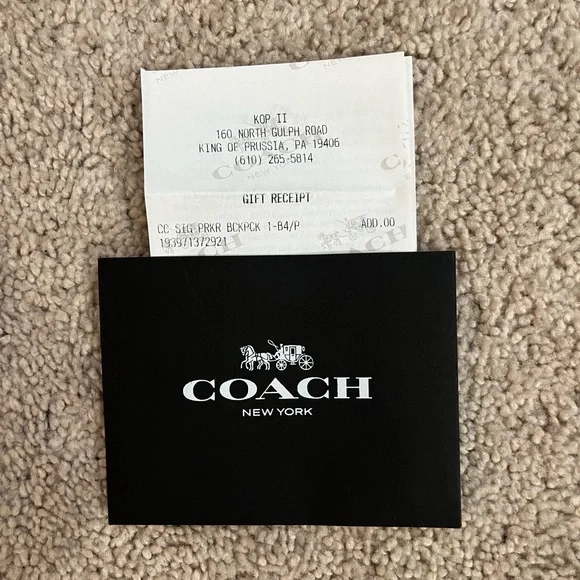 KOP II
160 NORTH GULPH ROAD
KING OF PRUSSIA, PA 19406
(610) 265-5814
GIFT RECEIPT
CC SIG PRKR BCKPCK 1-B4/P ADD.00
193971372921
COACH
NEW YORK